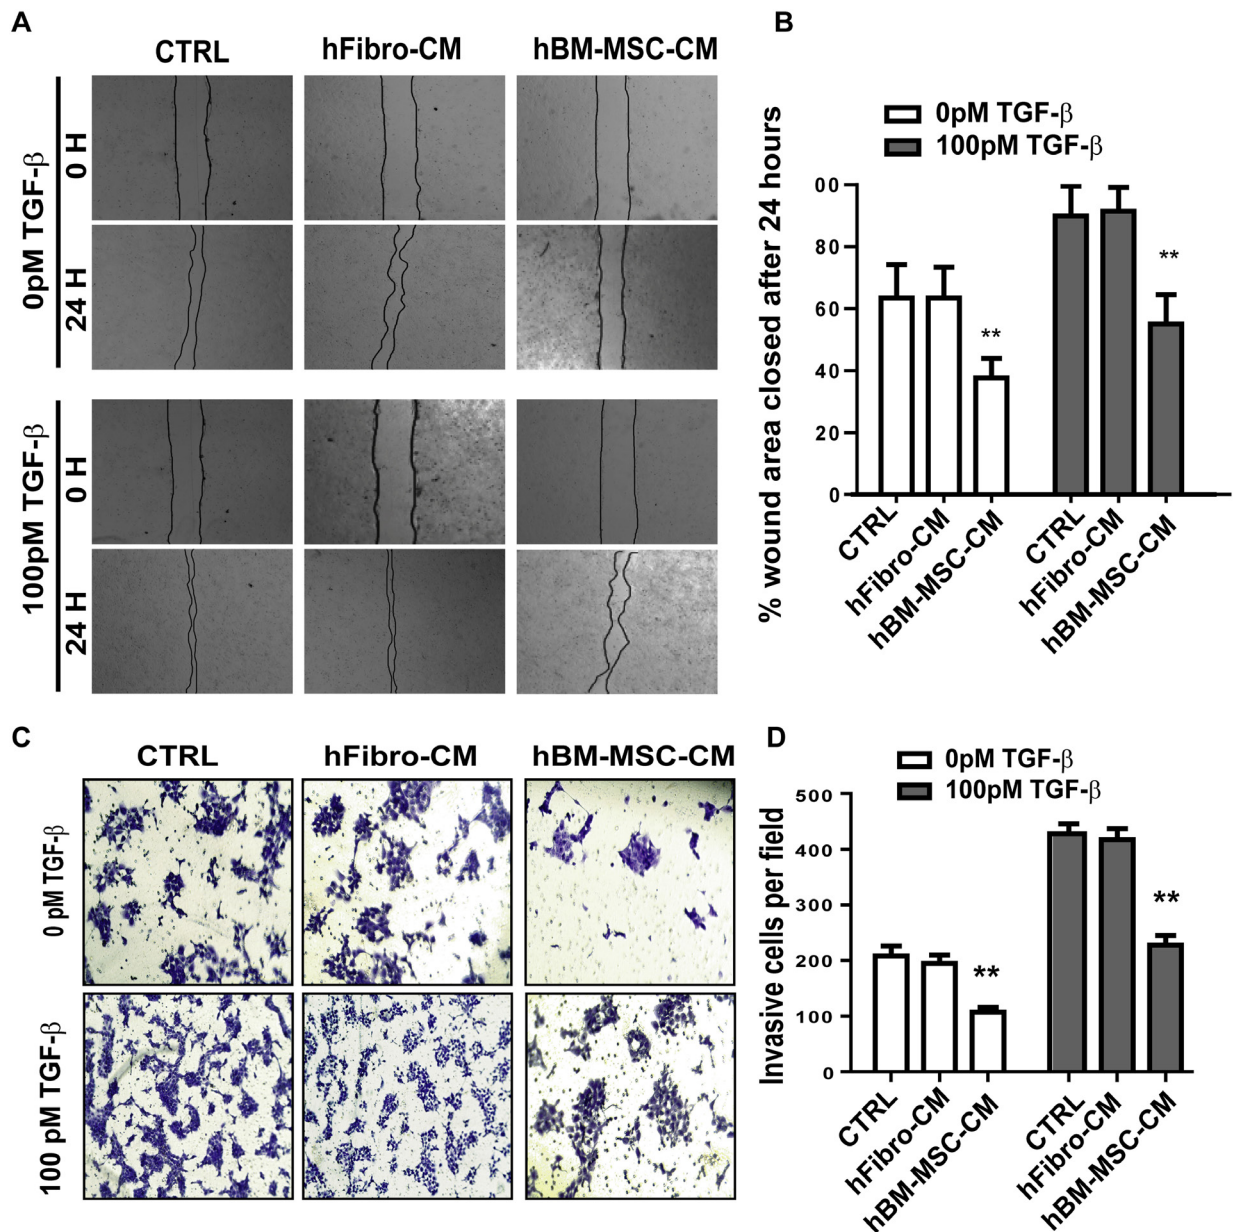 A
CTRL
hFibro-CM
hBM-MSC-CM
0pM TGF-β
0 H
24 H
100pM TGF-β
0 H
24 H
B
0pM TGF-β
100pM TGF-β
% wound area closed after 24 hours
00
80
60
40
20
0
CTRL
hFibro-CM
hBM-MSC-CM
CTRL
hFibro-CM
hBM-MSC-CM
**
**
C
CTRL
hFibro-CM
hBM-MSC-CM
0 pM TGF-β
100 pM TGF-β
D
0pM TGF-β
100pM TGF-β
Invasive cells per field
500
400
300
200
100
0
CTRL
hFibro-CM
hBM-MSC-CM
CTRL
hFibro-CM
hBM-MSC-CM
**
**